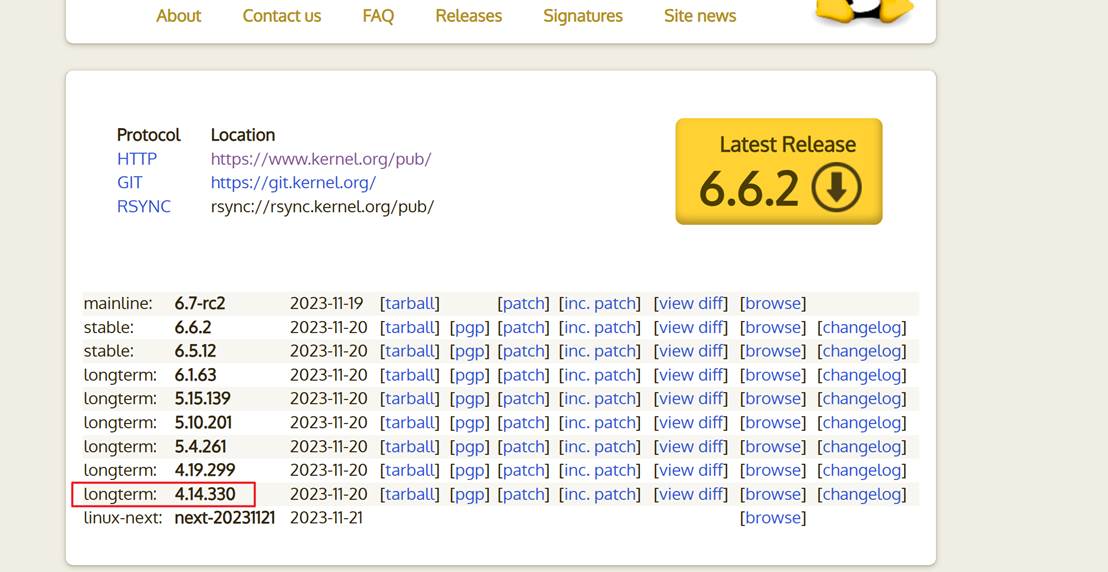 About Contact us FAQ Releases Signatures Site news
Protocol Location
HTTP https://www.kernel.org/pub/
GIT https://git.kernel.org/
RSYNC rsync://rsync.kernel.org/pub/
Latest Release
6.6.2
mainline: 6.7-rc2 2023-11-19 [tarball] [patch] [inc. patch] [view diff] [browse]
stable: 6.6.2 2023-11-20 [tarball] [pgp] [patch] [inc. patch] [view diff] [browse] [changelog]
stable: 6.5.12 2023-11-20 [tarball] [pgp] [patch] [inc. patch] [view diff] [browse] [changelog]
longterm: 6.1.63 2023-11-20 [tarball] [pgp] [patch] [inc. patch] [view diff] [browse] [changelog]
longterm: 5.15.139 2023-11-20 [tarball] [pgp] [patch] [inc. patch] [view diff] [browse] [changelog]
longterm: 5.10.201 2023-11-20 [tarball] [pgp] [patch] [inc. patch] [view diff] [browse] [changelog]
longterm: 5.4.261 2023-11-20 [tarball] [pgp] [patch] [inc. patch] [view diff] [browse] [changelog]
longterm: 4.19.299 2023-11-20 [tarball] [pgp] [patch] [inc. patch] [view diff] [browse] [changelog]
longterm: 4.14.330 2023-11-20 [tarball] [pgp] [patch] [inc. patch] [view diff] [browse] [changelog]
linux-next: next-20231121 2023-11-21 [browse]